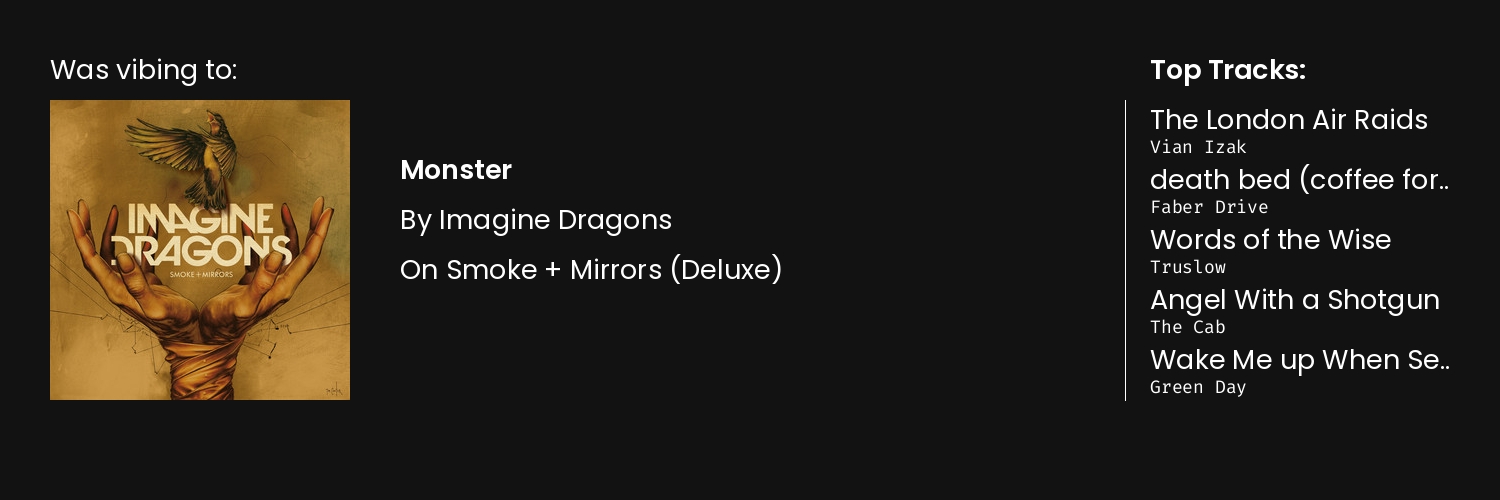 Was vibing to:
IMAGINE
DRAGONS
SMOKE + MIRRORS
Monster
By Imagine Dragons
On Smoke + Mirrors (Deluxe)
Top Tracks:
The London Air Raids
Vian Izak
death bed (coffee for..
Faber Drive
Words of the Wise
Truslow
Angel With a Shotgun
The Cab
Wake Me up When Se..
Green Day